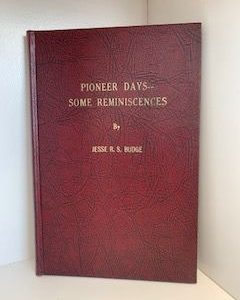 PIONEER DAYS--
SOME REMINISCENCES
By
JESSE R. S. BUDGE